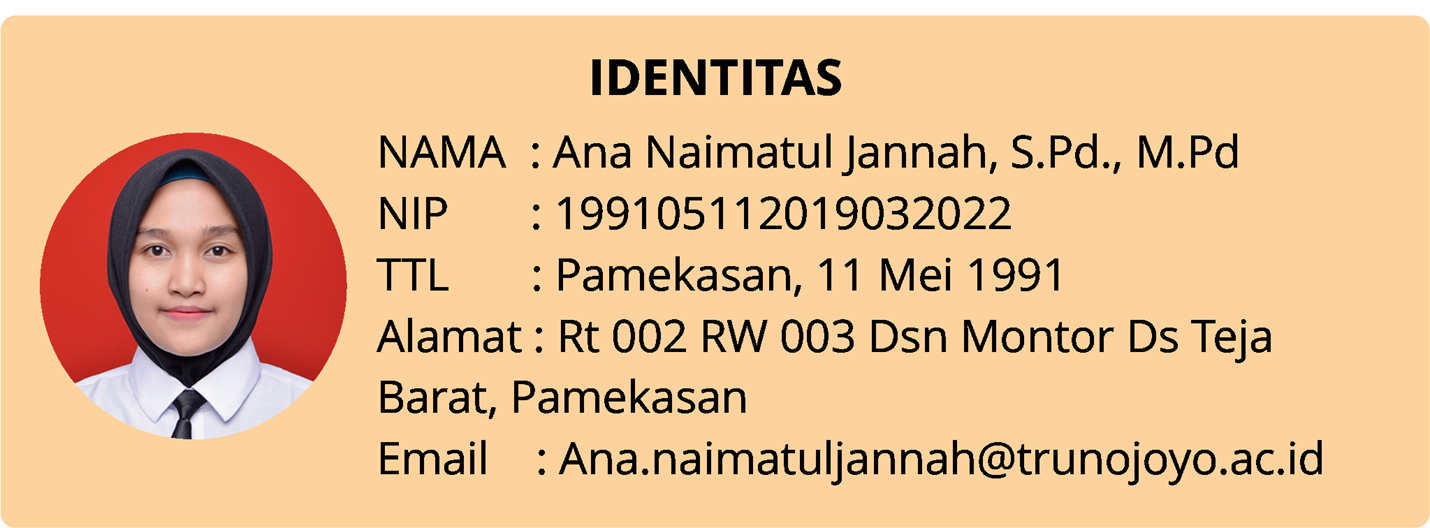 IDENTITAS
NAMA : Ana Naimatul Jannah, S.Pd., M.Pd
NIP : 199105112019032022
TTL : Pamekasan, 11 Mei 1991
Alamat : Rt 002 RW 003 Dsn Montor Ds Teja
Barat, Pamekasan
Email : Ana.naimatuljannah@trunojoyo.ac.id